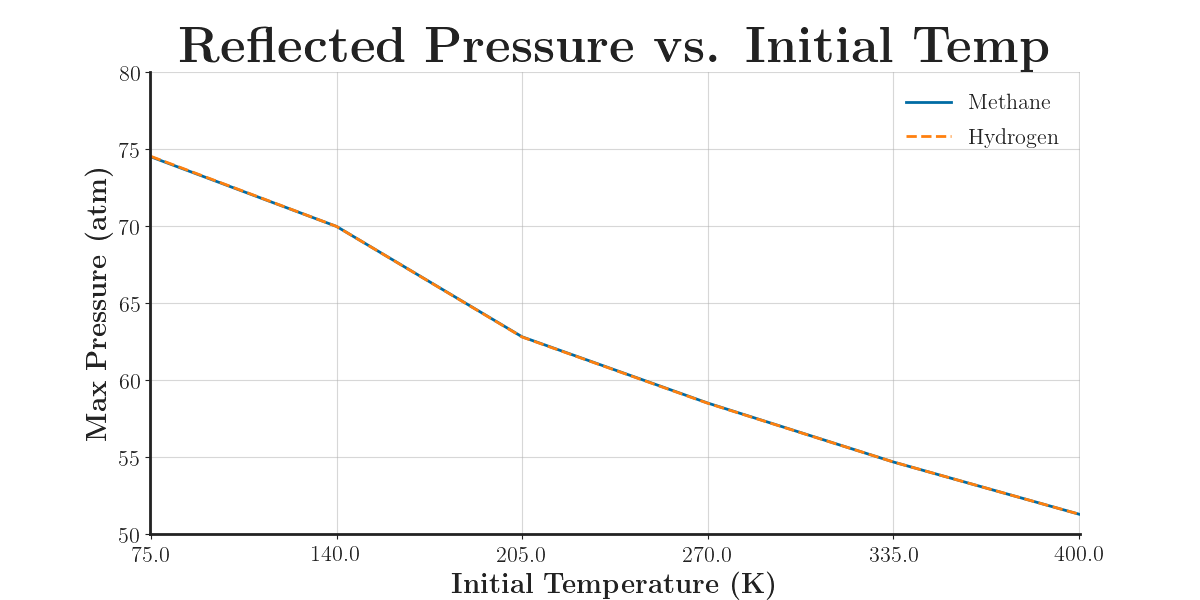 Reflected Pressure vs. Initial Temp
Max Pressure (atm)
80
75
70
65
60
55
50
Methane
Hydrogen
75.0
140.0
205.0
270.0
335.0
400.0
Initial Temperature (K)